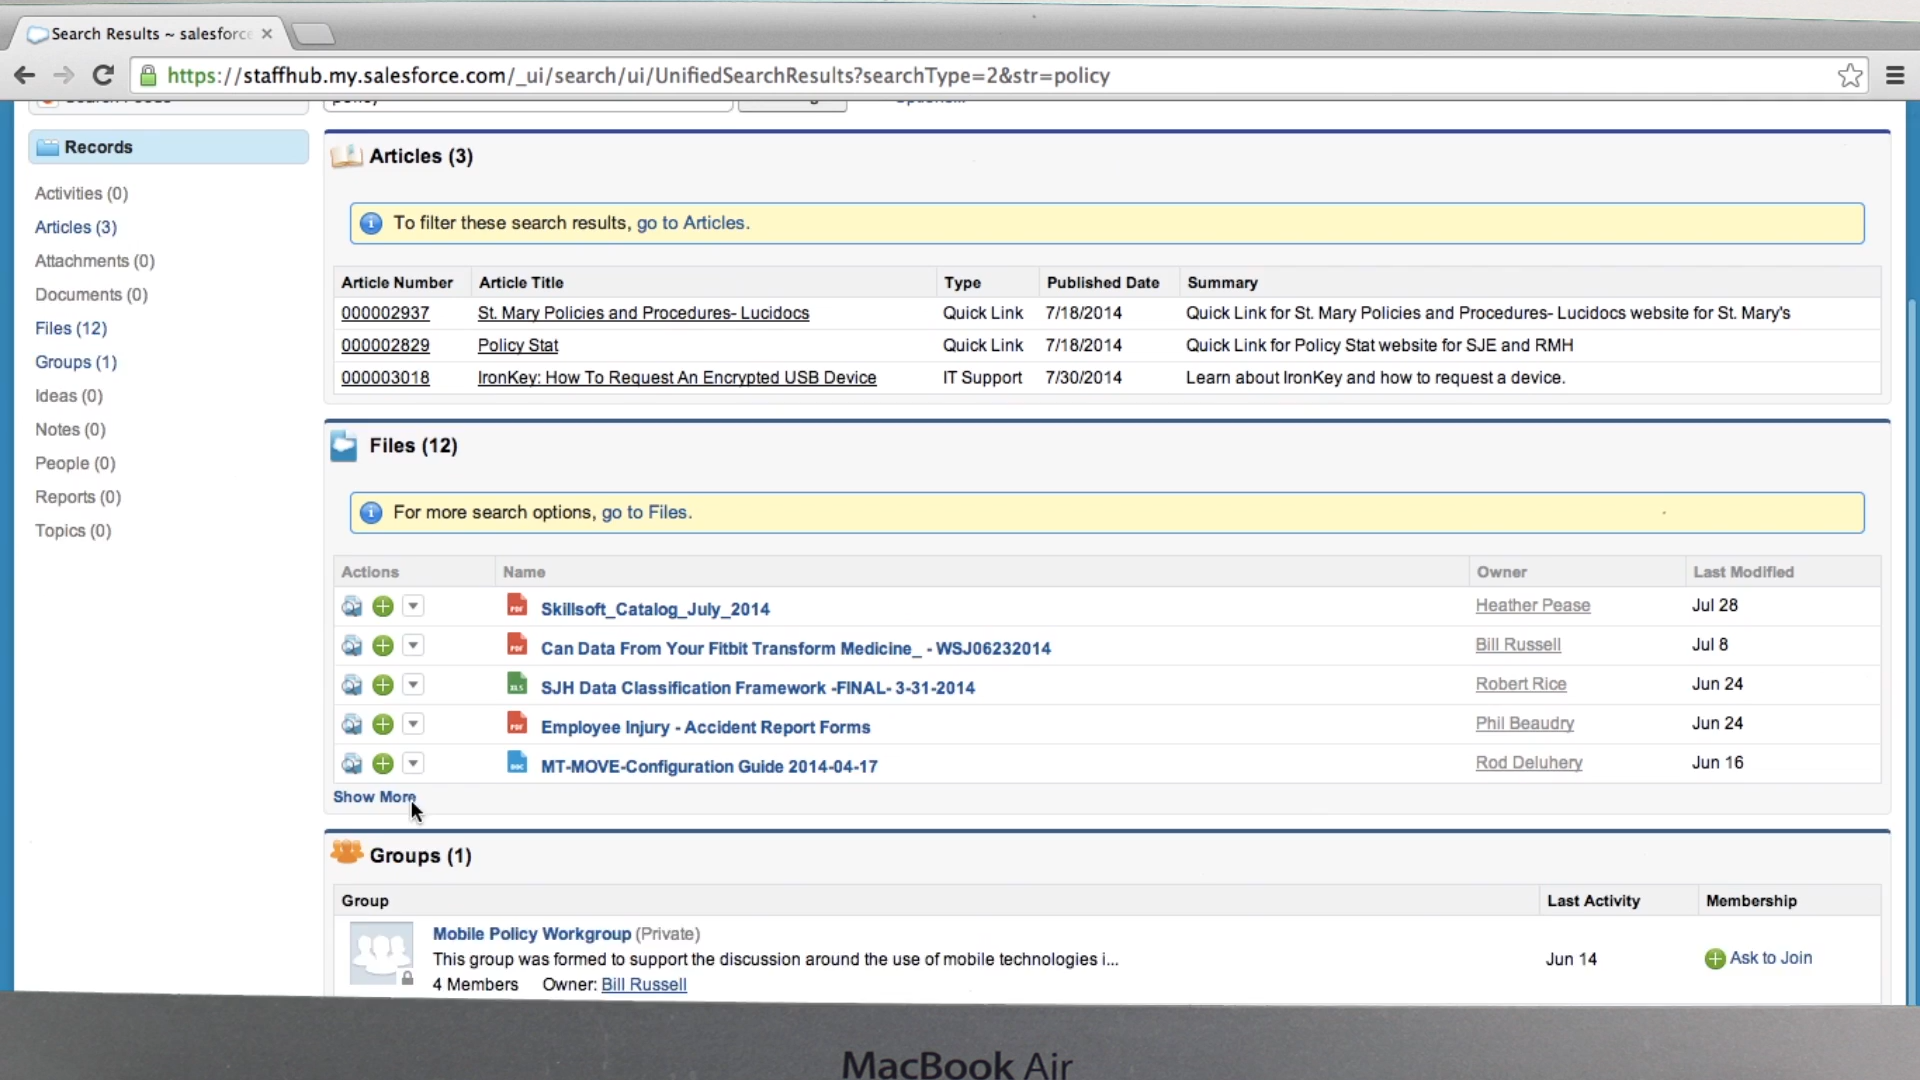 Search Results ~ salesforce
https://staffhub.my.salesforce.com/_ui/search/ui/UnifiedSearchResults?searchType=2&str=policy
Records
Activities (0)
Articles (3)
Attachments (0)
Documents (0)
Files (12)
Groups (1)
Ideas (0)
Notes (0)
People (0)
Reports (0)
Topics (0)
Articles (3)
To filter these search results, go to Articles.
Article Number Article Title Type Published Date Summary
000002937 St. Mary Policies and Procedures- Lucidocs Quick Link 7/18/2014 Quick Link for St. Mary Policies and Procedures- Lucidocs website for St. Mary's
000002829 Policy Stat Quick Link 7/18/2014 Quick Link for Policy Stat website for SJE and RMH
000003018 IronKey: How To Request An Encrypted USB Device IT Support 7/30/2014 Learn about IronKey and how to request a device.
Files (12)
For more search options, go to Files.
Actions Name Owner Last Modified
PDF Skillsoft_Catalog_July_2014 Heather Pease Jul 28
PDF Can Data From Your Fitbit Transform Medicine_ - WSJ06232014 Bill Russell Jul 8
XLS SJH Data Classification Framework -FINAL- 3-31-2014 Robert Rice Jun 24
PDF Employee Injury - Accident Report Forms Phil Beaudry Jun 24
DOC MT-MOVE-Configuration Guide 2014-04-17 Rod Deluhery Jun 16
Show More
Groups (1)
Group Last Activity Membership
Mobile Policy Workgroup (Private)
This group was formed to support the discussion around the use of mobile technologies i...
Jun 14 Ask to Join
4 Members Owner: Bill Russell
MacBook Air